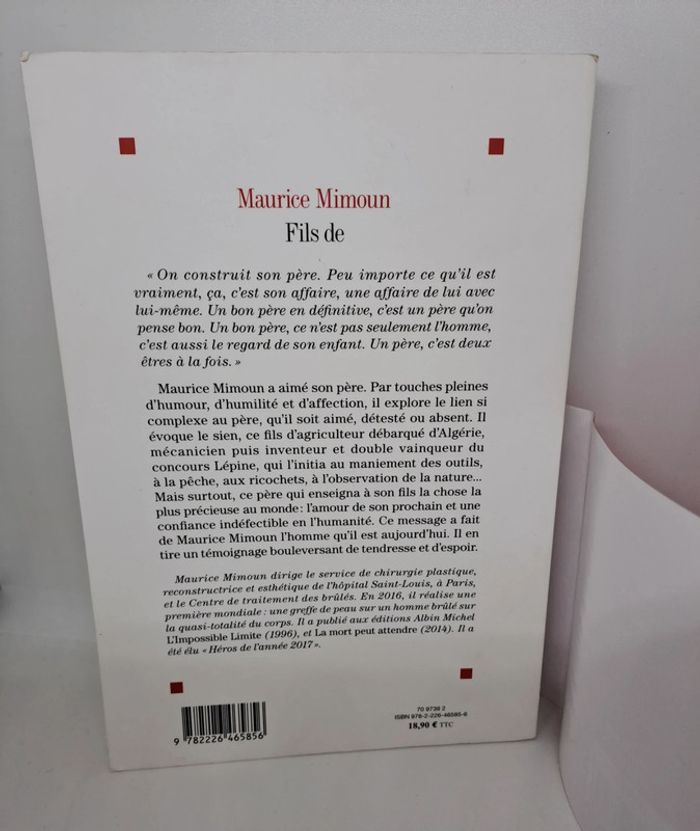 Maurice Mimoun
Fils de
« On construit son père. Peu importe ce qu'il est
vraiment, ça, c'est son affaire, une affaire de lui avec
lui-même. Un bon père en définitive, c'est un père qu'on
pense bon. Un bon père, ce n'est pas seulement l'homme,
c'est aussi le regard de son enfant. Un père, c'est deux
êtres à la fois. »
Maurice Mimoun a aimé son père. Par touches pleines
d'humour, d'humilité et d'affection, il explore le lien si
complexe au père, qu'il soit aimé, détesté ou absent. Il
évoque le sien, ce fils d'agriculteur débarqué d'Algérie,
mécanicien puis inventeur et double vainqueur du
concours Lépine, qui l'initia au maniement des outils,
à la pêche, aux ricochets, à l'observation de la nature...
Mais surtout, ce père qui enseigna à son fils la chose la
plus précieuse au monde : l'amour de son prochain et une
confiance indéfectible en l'humanité. Ce message a fait
de Maurice Mimoun l'homme qu'il est aujourd'hui. Il en
tire un témoignage bouleversant de tendresse et d'espoir.
Maurice Mimoun dirige le service de chirurgie plastique,
reconstructrice et esthétique de l'hôpital Saint-Louis, à Paris,
et le Centre de traitement des brûlés. En 2016, il réalise une
première mondiale : une greffe de peau sur un homme brûlé sur
la quasi-totalité du corps. Il a publié aux éditions Albin Michel
L'Impossible Limite (1996), et La mort peut attendre (2014). Il a
été élu « Héros de l'année 2017 ».
70 9736 2
ISBN 978-2-226-46585-6
18,90 € TTC
9 782226 465856